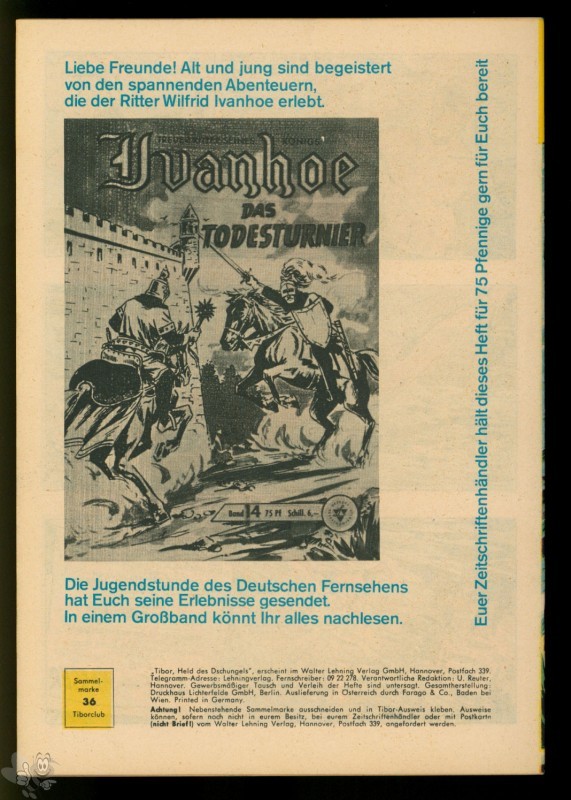 Liebe Freunde! Alt und jung sind begeistert
von den spannenden Abenteuern,
die der Ritter Wilfrid Ivanhoe erlebt.
Ivanhoe
DAS
TODESTURNIER
Band 14 75 Pf Schill. 6,–
Euer Zeitschriftenhändler hält dieses Heft für 75 Pfennige gern für Euch bereit
Die Jugendstunde des Deutschen Fernsehens
hat Euch seine Erlebnisse gesendet.
In einem Großband könnt Ihr alles nachlesen.
Sammel-
marke
36
Tiborclub
„Tibor, Held des Dschungels", erscheint im Walter Lehning Verlag GmbH, Hannover, Postfach 339.
Telegramm-Adresse: Lehningverlag. Fernschreiber: 09 22 278. Verantwortliche Redaktion: U. Reuter,
Hannover. Gewerbsmäßiger Tausch und Verleih der Hefte sind untersagt. Gesamtherstellung:
Druckhaus Lichterfelde GmbH, Berlin. Auslieferung in Österreich durch Farago & Co., Baden bei
Wien. Printed in Germany.
Achtung! Nebenstehende Sammelmarke ausschneiden und in Tibor-Ausweis kleben. Ausweise
können, sofern noch nicht in eurem Besitz, bei eurem Zeitschriftenhändler oder mit Postkarte
(nicht Brief!) vom Walter Lehning Verlag, Hannover, Postfach 339, angefordert werden.